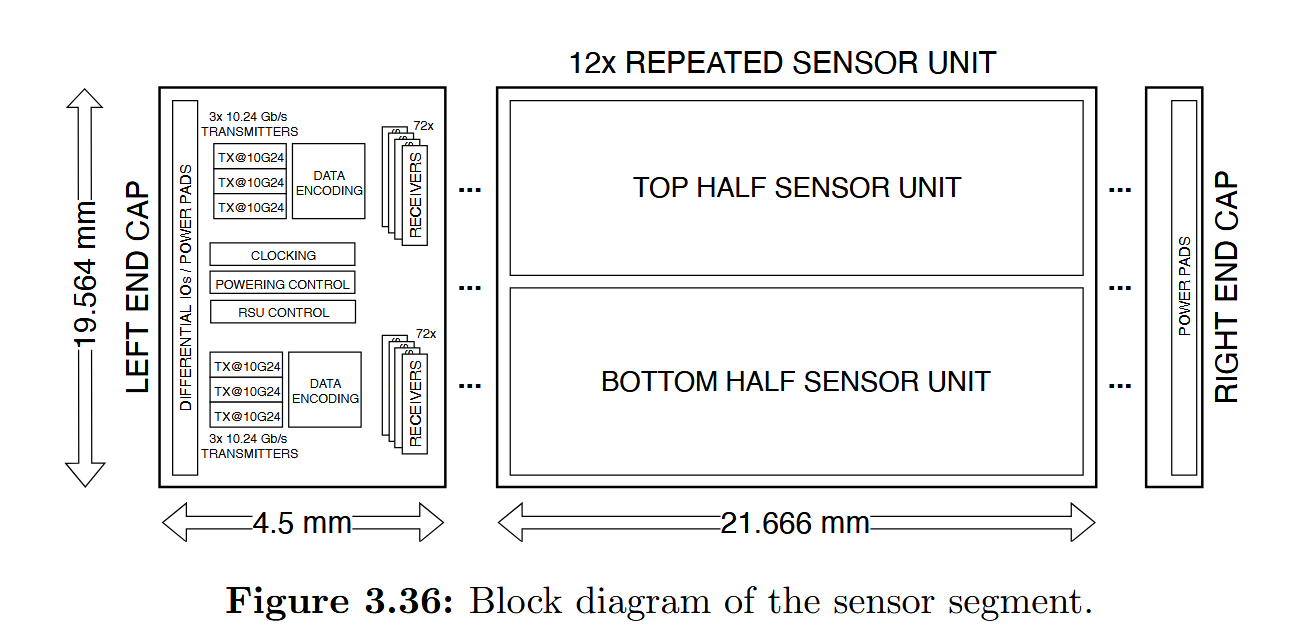 12x REPEATED SENSOR UNIT
19.564 mm
LEFT END CAP
DIFFERENTIAL IOs / POWER PADS
3x 10.24 Gb/s
TRANSMITTERS
TX@10G24
TX@10G24
TX@10G24
DATA
ENCODING
72x
RECEIVERS
CLOCKING
POWERING CONTROL
RSU CONTROL
TX@10G24
TX@10G24
TX@10G24
3x 10.24 Gb/s
TRANSMITTERS
DATA
ENCODING
72x
RECEIVERS
...
...
...
TOP HALF SENSOR UNIT
BOTTOM HALF SENSOR UNIT
...
...
...
POWER PADS
RIGHT END CAP
4.5 mm
21.666 mm
Figure 3.36: Block diagram of the sensor segment.